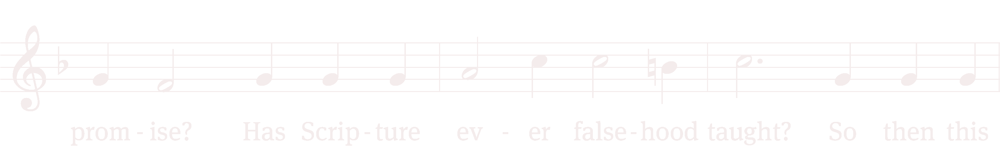 prom - ise? Has Scrip - ture ev - er false - hood taught? So then this